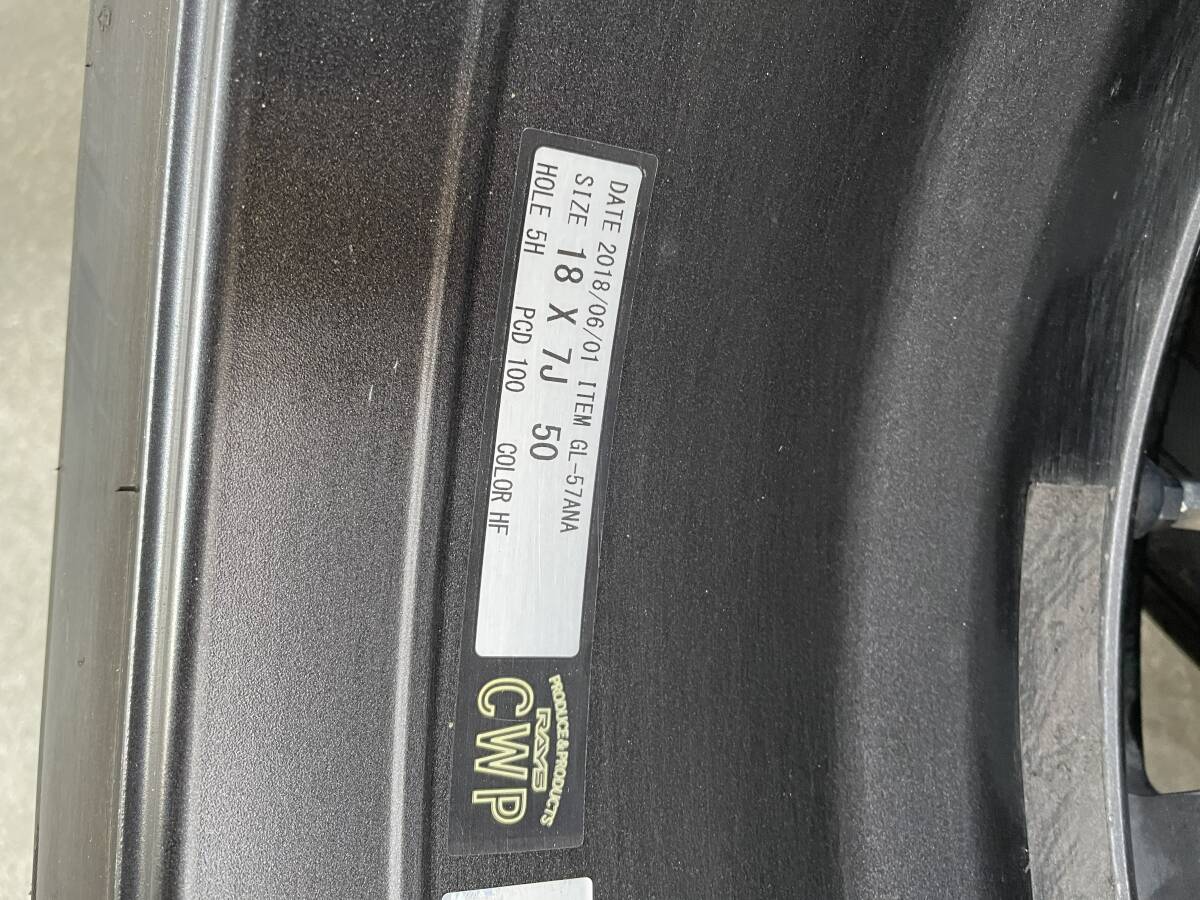 DATE 2018/06/01 ITEM GL-57ANA
SIZE 18 X 7J 50
HOLE 5H PCD 100 COLOR HF
PRODUCE & PRODUCTS
RAYS
CWP